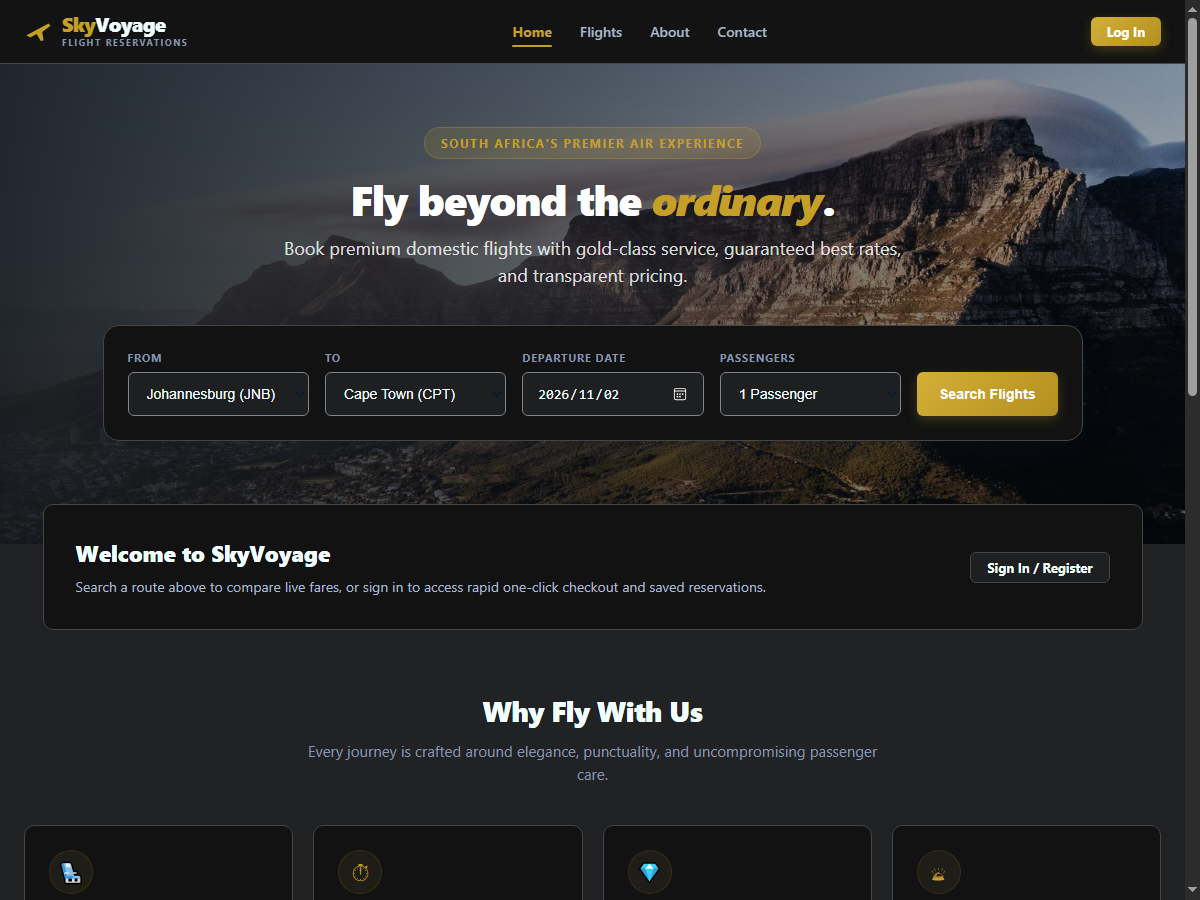 SkyVoyage
FLIGHT RESERVATIONS
Home
Flights
About
Contact
Log In
SOUTH AFRICA'S PREMIER AIR EXPERIENCE
Fly beyond the ordinary.
Book premium domestic flights with gold-class service, guaranteed best rates,
and transparent pricing.
FROM
TO
DEPARTURE DATE
PASSENGERS
Johannesburg (JNB)
Cape Town (CPT)
2026/11/02
1 Passenger
Search Flights
Welcome to SkyVoyage
Search a route above to compare live fares, or sign in to access rapid one-click checkout and saved reservations.
Sign In / Register
Why Fly With Us
Every journey is crafted around elegance, punctuality, and uncompromising passenger
care.